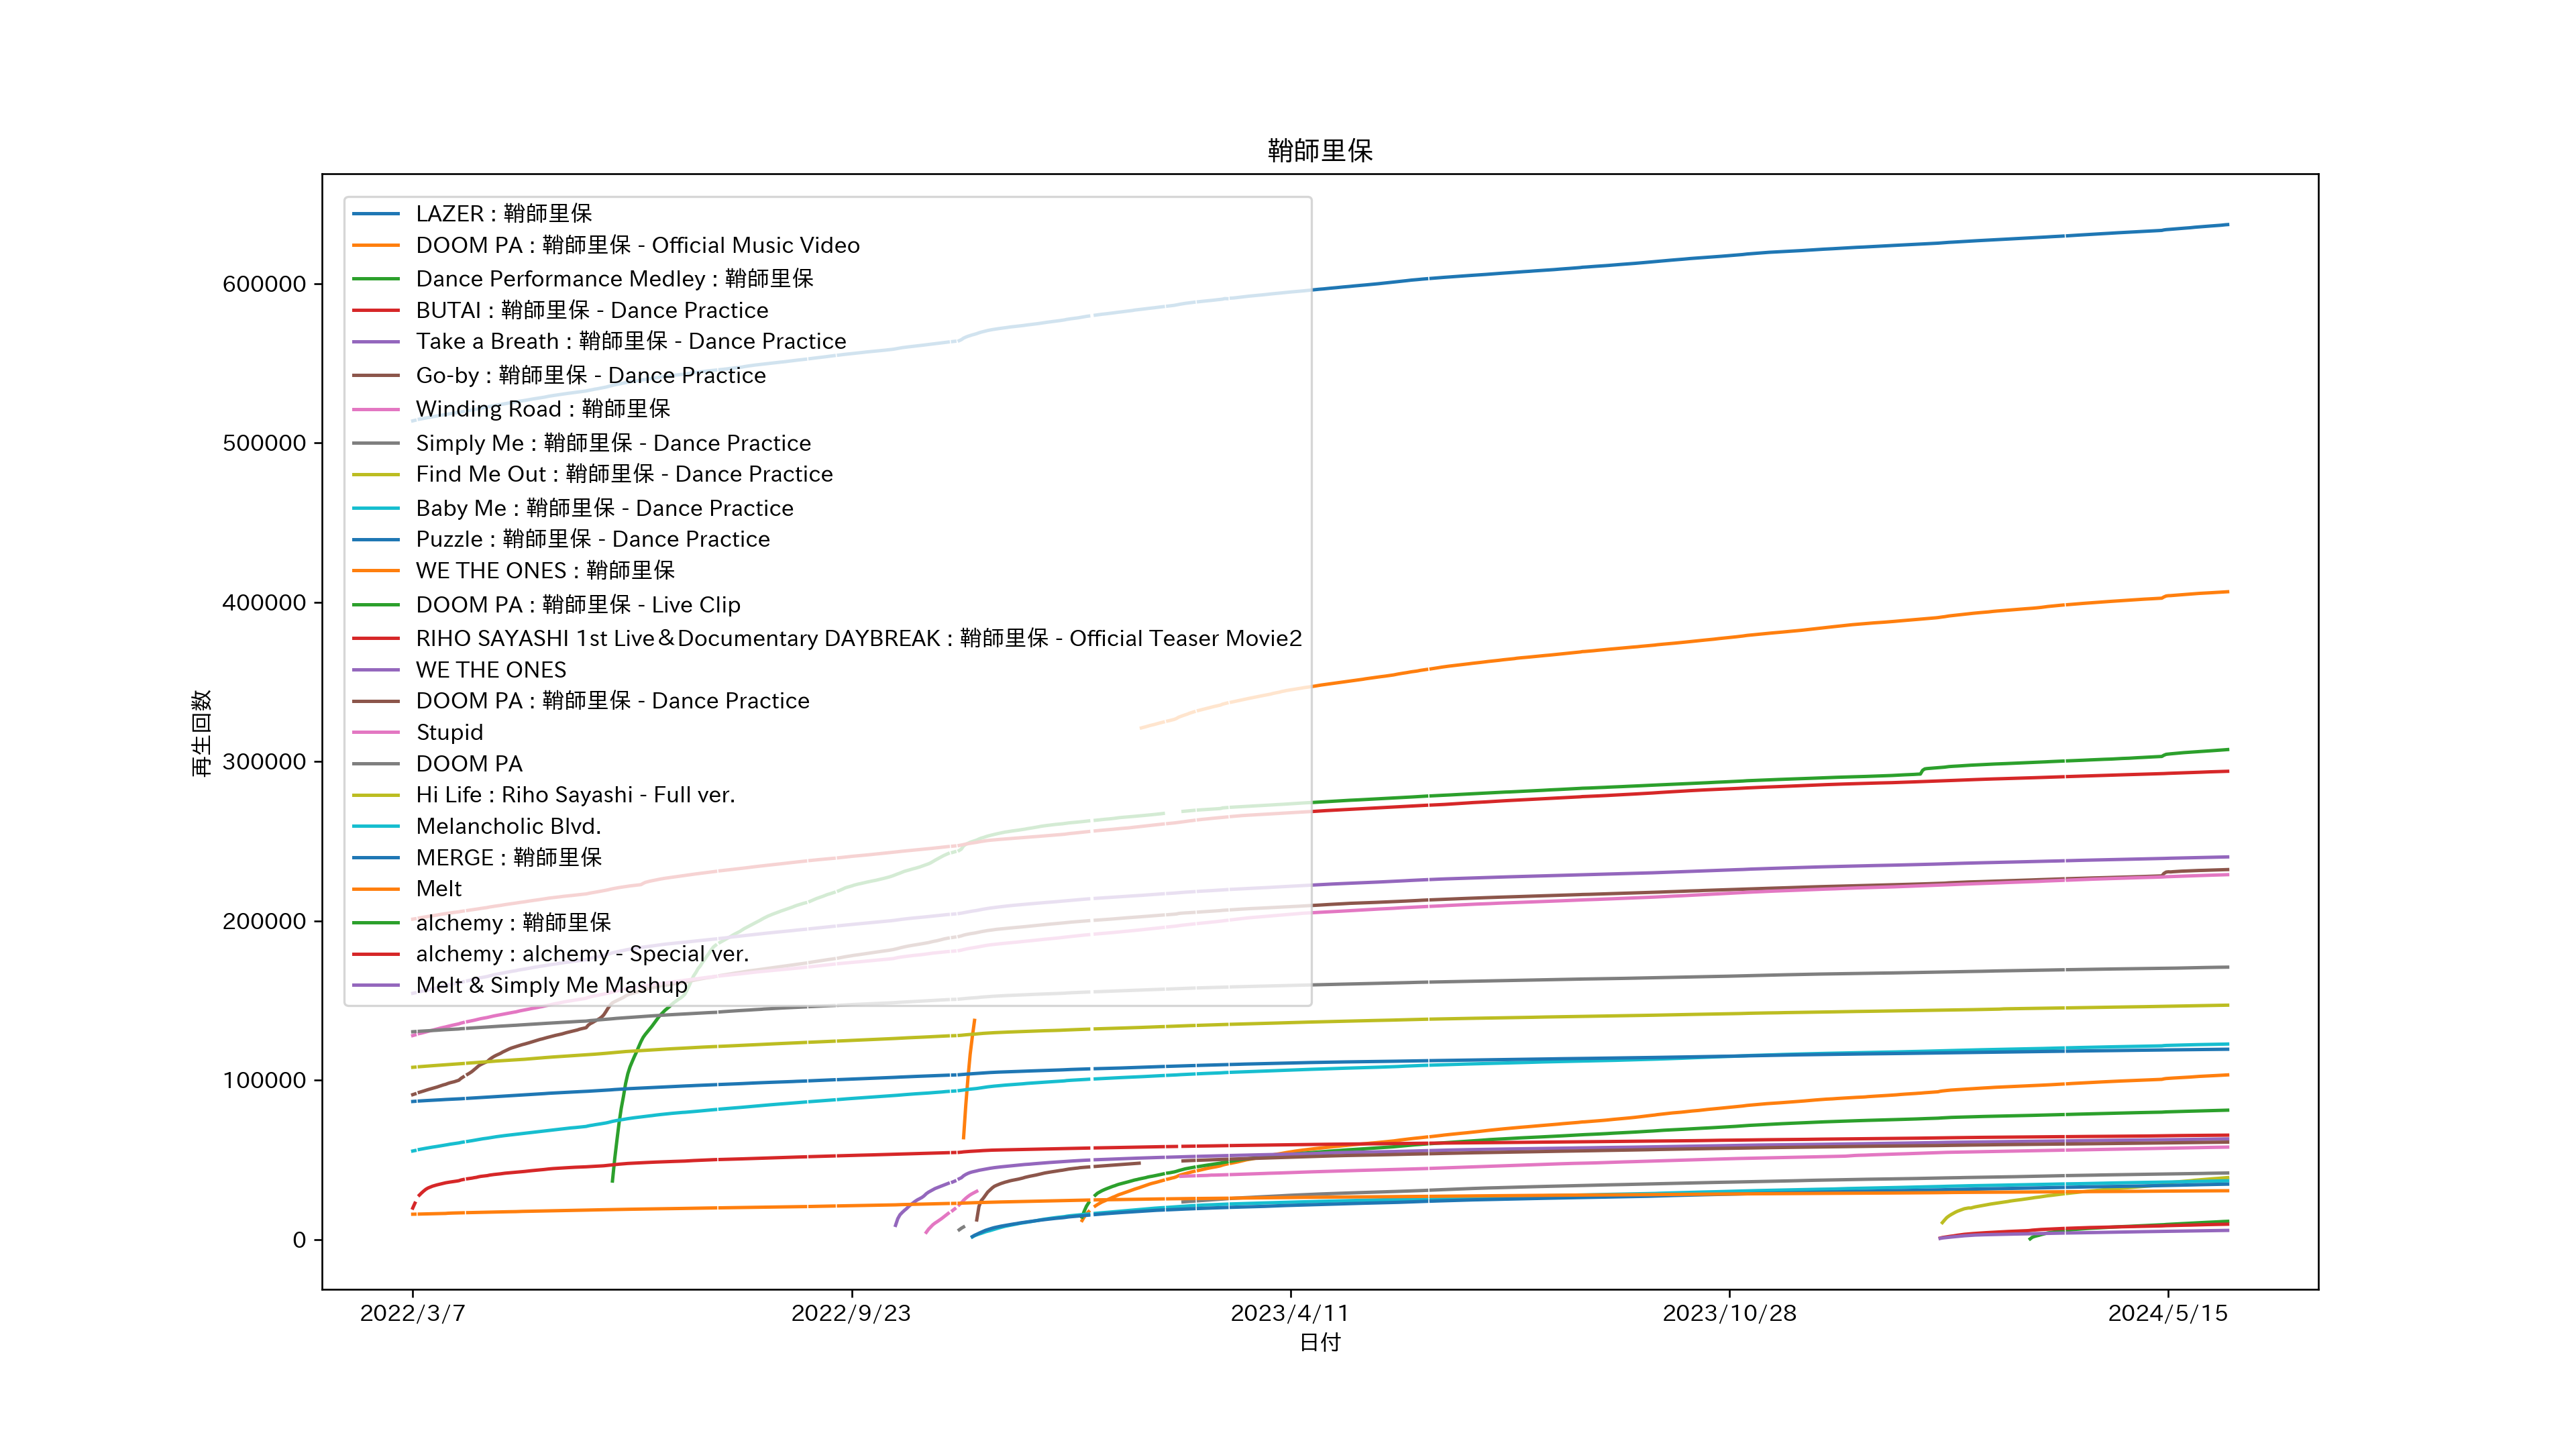 鞘師里保
LAZER : 鞘師里保
DOOM PA : 鞘師里保 - Official Music Video
Dance Performance Medley : 鞘師里保
BUTAI : 鞘師里保 - Dance Practice
Take a Breath : 鞘師里保 - Dance Practice
Go-by : 鞘師里保 - Dance Practice
Winding Road : 鞘師里保
Simply Me : 鞘師里保 - Dance Practice
Find Me Out : 鞘師里保 - Dance Practice
Baby Me : 鞘師里保 - Dance Practice
Puzzle : 鞘師里保 - Dance Practice
WE THE ONES : 鞘師里保
DOOM PA : 鞘師里保 - Live Clip
RIHO SAYASHI 1st Live＆Documentary DAYBREAK : 鞘師里保 - Official Teaser Movie2
WE THE ONES
DOOM PA : 鞘師里保 - Dance Practice
Stupid
DOOM PA
Hi Life : Riho Sayashi - Full ver.
Melancholic Blvd.
MERGE : 鞘師里保
Melt
alchemy : 鞘師里保
alchemy : alchemy - Special ver.
Melt & Simply Me Mashup
再生回数
600000
500000
400000
300000
200000
100000
0
2022/3/7
2022/9/23
2023/4/11
2023/10/28
2024/5/15
日付